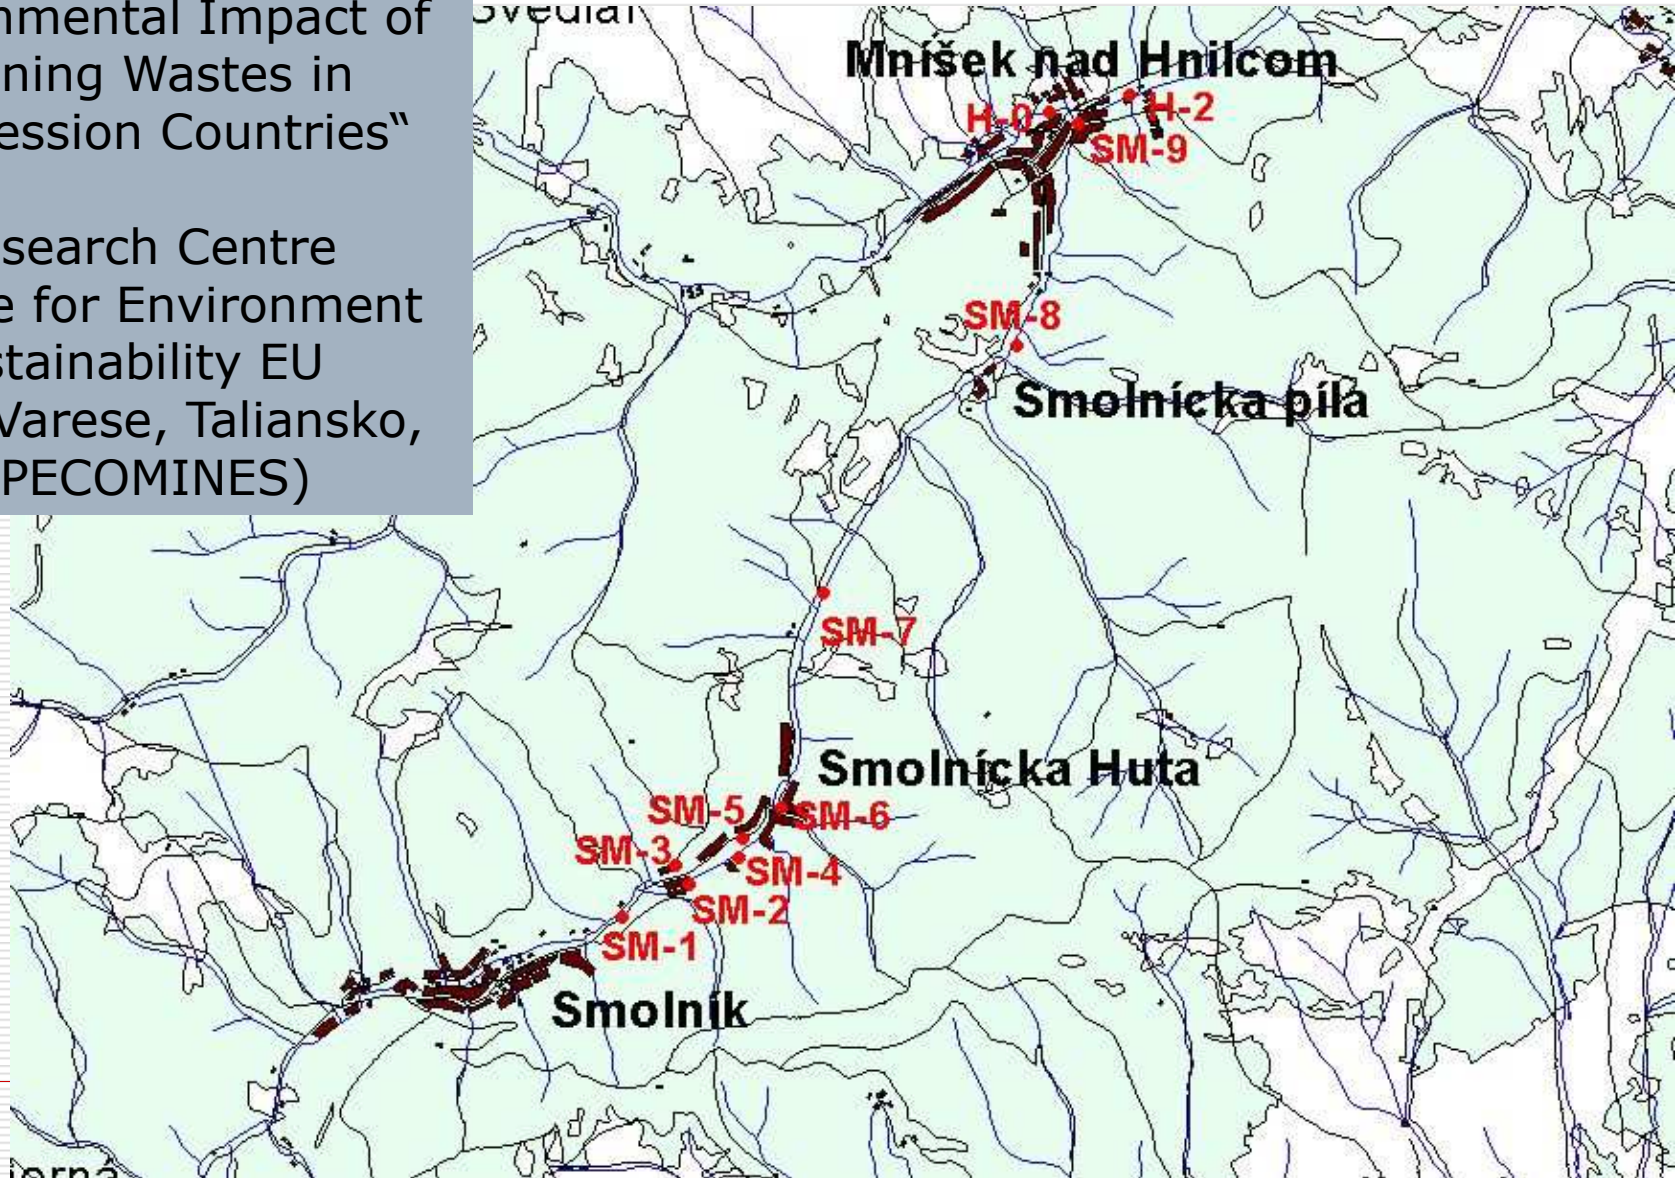 nmental Impact of
ning Wastes in
ession Countries“
search Centre
e for Environment
stainability EU
Varese, Taliansko,
PECOMINES)
Mníšek nad Hnilcom
H-0
H-2
SM-9
SM-8
Smolnícka píla
SM-7
Smolnícka Huta
SM-5
SM-6
SM-3
SM-4
SM-2
SM-1
Smolník